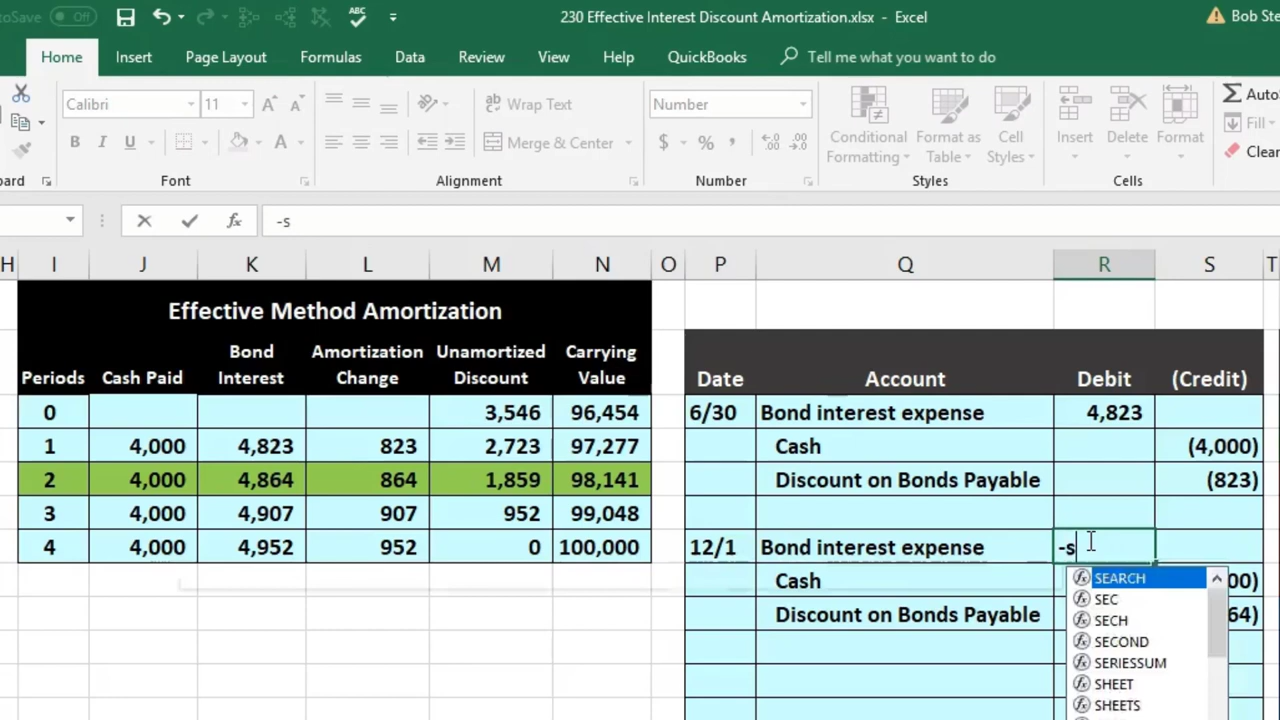 toSave Off ABC 230 Effective Interest Discount Amortization.xlsx - Excel Bob Ste
Home Insert Page Layout Formulas Data Review View Help QuickBooks Tell me what you want to do
Calibri 11 A A ab Wrap Text Number Conditional Formatting Format as Table Cell Styles Insert Delete Format Σ Auto
B I U A Merge & Center $ % , Fill
Clear
oard Font Alignment Number Styles Cells
fx -s
H I J K L M N O P Q R S T
Effective Method Amortization
Bond Amortization Unamortized Carrying
Periods Cash Paid Interest Change Discount Value Date Account Debit (Credit)
0 3,546 96,454 6/30 Bond interest expense 4,823
1 4,000 4,823 823 2,723 97,277 Cash (4,000)
2 4,000 4,864 864 1,859 98,141 Discount on Bonds Payable (823)
3 4,000 4,907 907 952 99,048
4 4,000 4,952 952 0 100,000 12/1 Bond interest expense -s
Cash SEARCH 00)
SEC
Discount on Bonds Payable SECH 64)
SECOND
SERIESSUM
SHEET
SHEETS